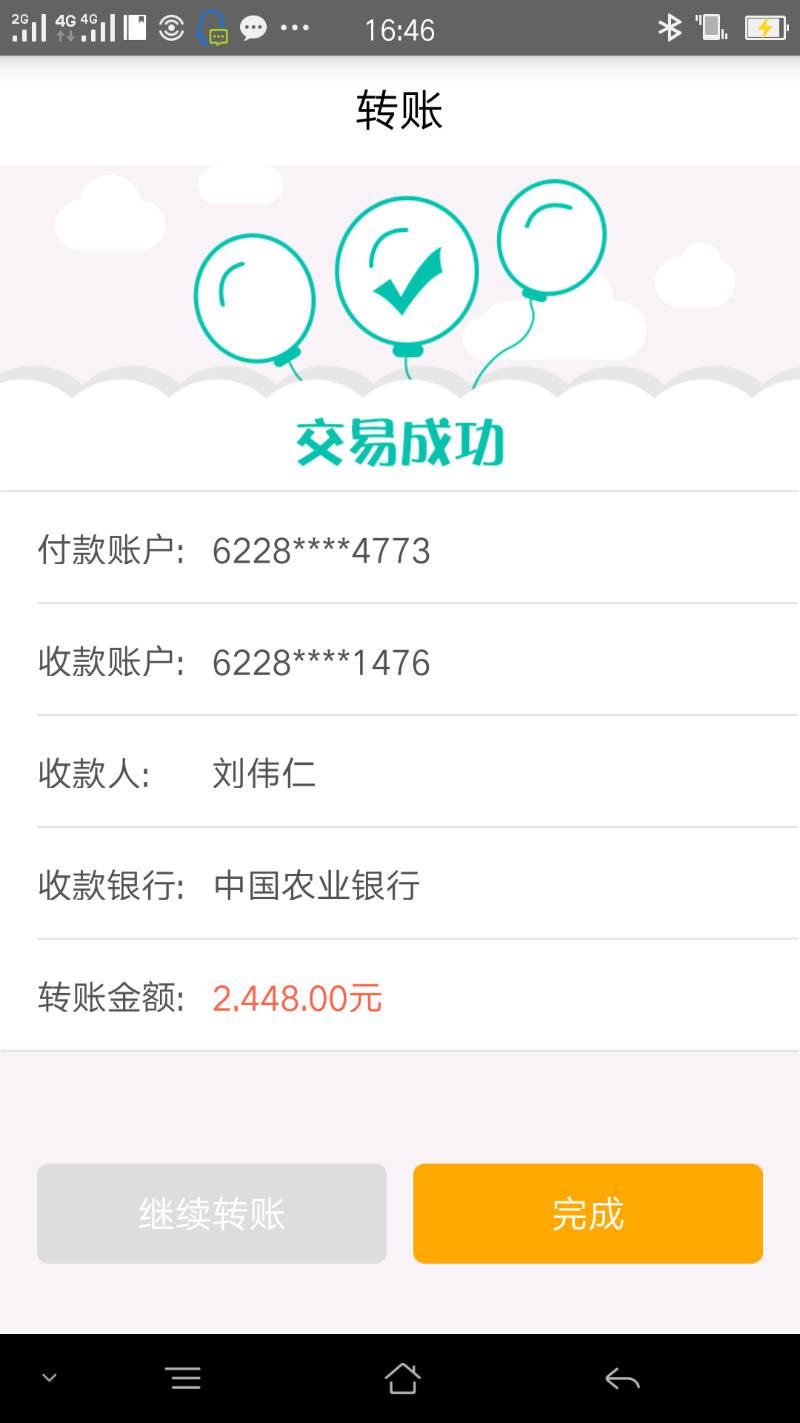 2G 4G 4G 16:46
转账
交易成功
付款账户: 6228****4773
收款账户: 6228****1476
收款人: 刘伟仁
收款银行: 中国农业银行
转账金额: 2,448.00元
继续转账 完成